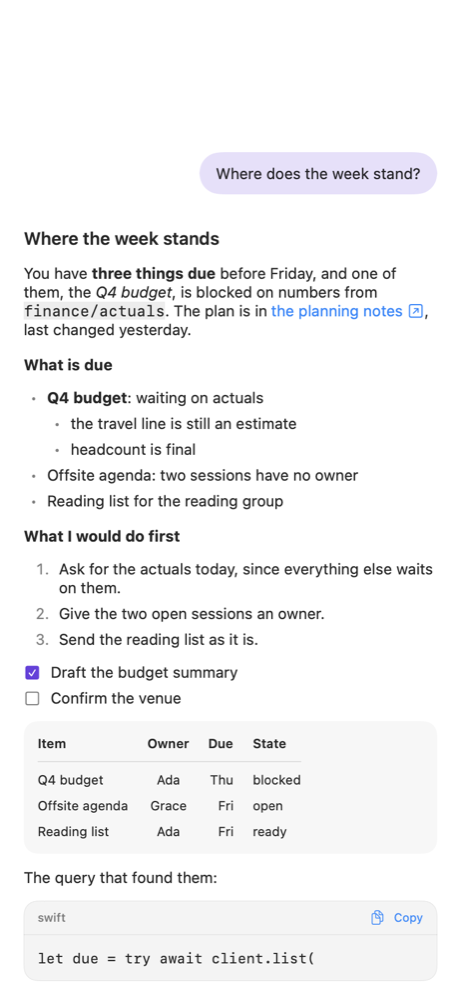 Where does the week stand?
Where the week stands
You have three things due before Friday, and one of
them, the Q4 budget, is blocked on numbers from
finance/actuals. The plan is in the planning notes,
last changed yesterday.
What is due
• Q4 budget: waiting on actuals
• the travel line is still an estimate
• headcount is final
• Offsite agenda: two sessions have no owner
• Reading list for the reading group
What I would do first
1. Ask for the actuals today, since everything else waits
on them.
2. Give the two open sessions an owner.
3. Send the reading list as it is.
Draft the budget summary
Confirm the venue
Item Owner Due State
Q4 budget Ada Thu blocked
Offsite agenda Grace Fri open
Reading list Ada Fri ready
The query that found them:
swift Copy
let due = try await client.list(